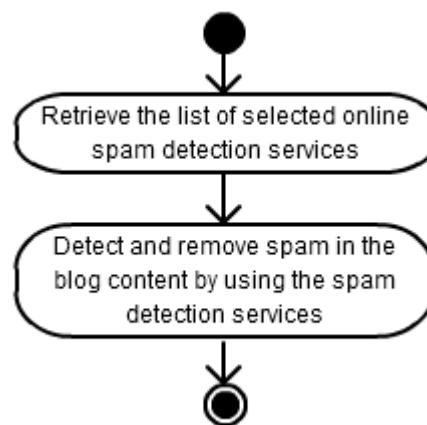 Retrieve the list of selected online
spam detection services
Detect and remove spam in the
blog content by using the spam
detection services